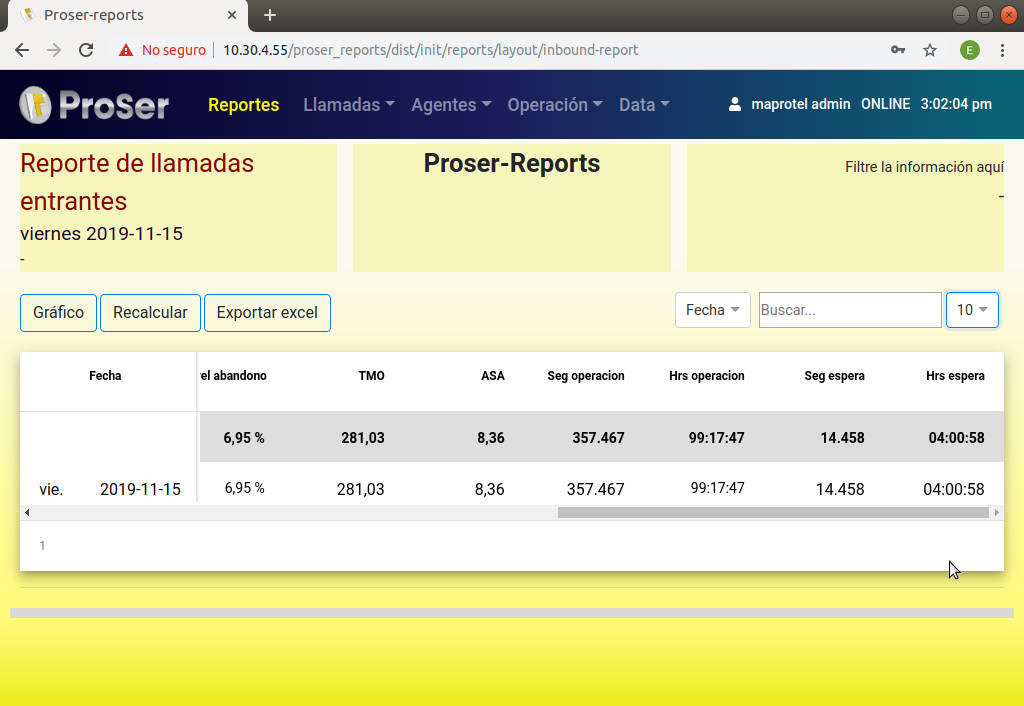 Proser-reports
No seguro 10.30.4.55/proser_reports/dist/init/reports/layout/inbound-report
E
ProSer Reportes Llamadas Agentes Operación Data maprotel admin ONLINE 3:02:04 pm
Reporte de llamadas
entrantes
viernes 2019-11-15
-
Proser-Reports
Filtre la información aquí
-
Gráfico Recalcular Exportar excel Fecha Buscar... 10
Fecha abandono TMO ASA Seg operacion Hrs operacion Seg espera Hrs espera
6,95 % 281,03 8,36 357.467 99:17:47 14.458 04:00:58
vie. 2019-11-15 6,95 % 281,03 8,36 357.467 99:17:47 14.458 04:00:58
1